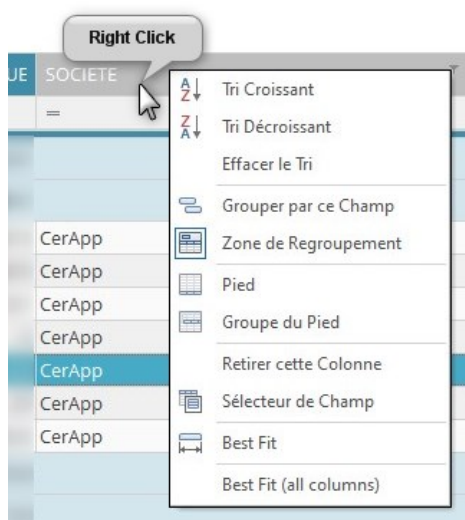 Right Click
UE SOCIETE
=
Tri Croissant
Tri Décroissant
Effacer le Tri
Grouper par ce Champ
Zone de Regroupement
Pied
Groupe du Pied
Retirer cette Colonne
Sélecteur de Champ
Best Fit
Best Fit (all columns)
CerApp
CerApp
CerApp
CerApp
CerApp
CerApp
CerApp